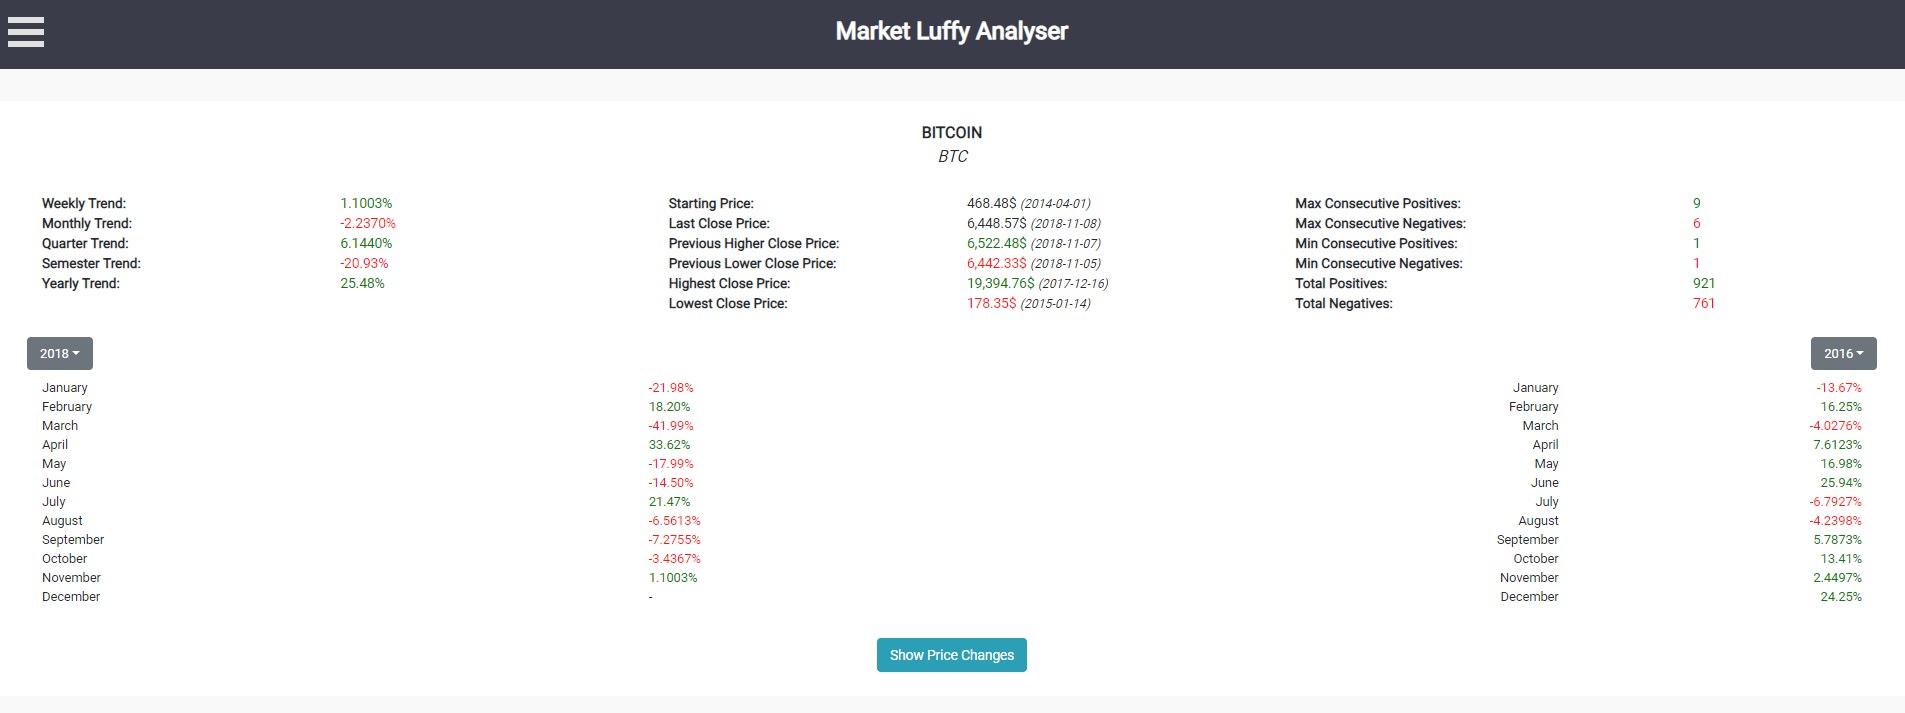 Market Luffy Analyser
BITCOIN
BTC
Weekly Trend: 1.1003%
Monthly Trend: -2.2370%
Quarter Trend: 6.1440%
Semester Trend: -20.93%
Yearly Trend: 25.48%
Starting Price: 468.48$ (2014-04-01)
Last Close Price: 6,448.57$ (2018-11-08)
Previous Higher Close Price: 6,522.48$ (2018-11-07)
Previous Lower Close Price: 6,442.33$ (2018-11-05)
Highest Close Price: 19,394.76$ (2017-12-16)
Lowest Close Price: 178.35$ (2015-01-14)
Max Consecutive Positives: 9
Max Consecutive Negatives: 6
Min Consecutive Positives: 1
Min Consecutive Negatives: 1
Total Positives: 921
Total Negatives: 761
2018
January -21.98%
February 18.20%
March -41.99%
April 33.62%
May -17.99%
June -14.50%
July 21.47%
August -6.5613%
September -7.2755%
October -3.4367%
November 1.1003%
December -
2016
January -13.67%
February 16.25%
March -4.0276%
April 7.6123%
May 16.98%
June 25.94%
July -6.7927%
August -4.2398%
September 5.7873%
October 13.41%
November 2.4497%
December 24.25%
Show Price Changes